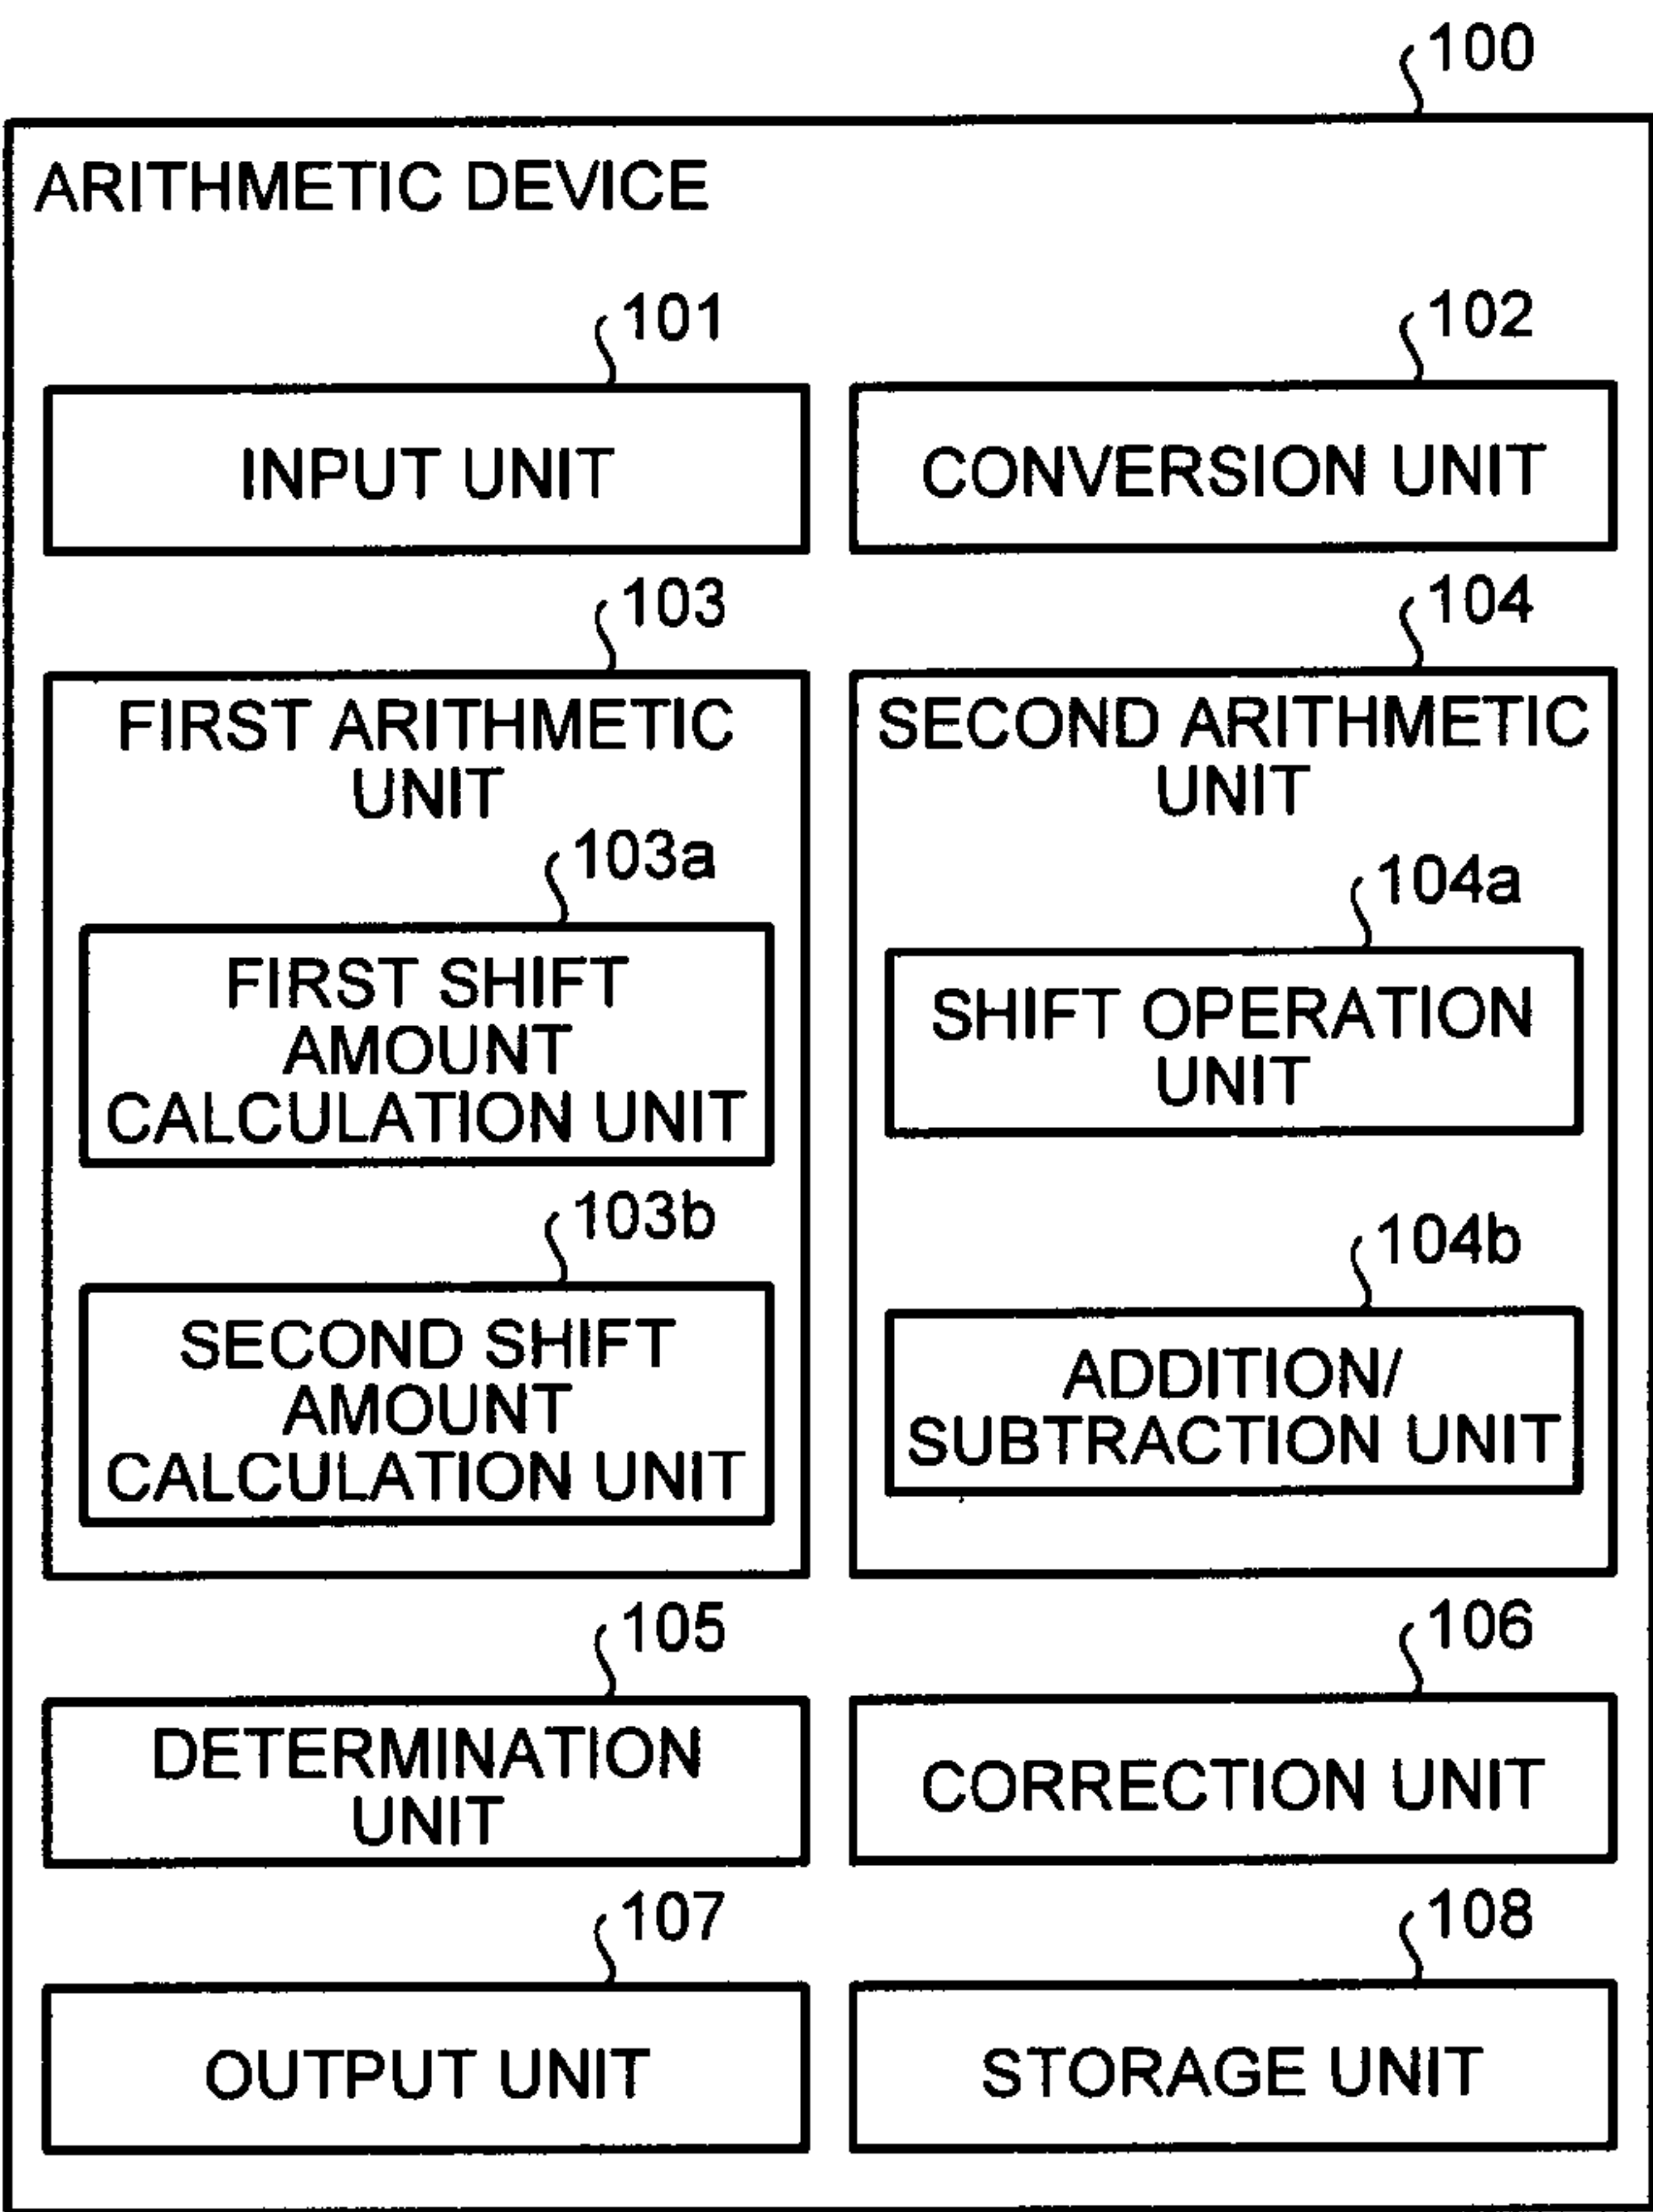 100
ARITHMETIC DEVICE
101
INPUT UNIT
102
CONVERSION UNIT
103
FIRST ARITHMETIC
UNIT
103a
FIRST SHIFT
AMOUNT
CALCULATION UNIT
103b
SECOND SHIFT
AMOUNT
CALCULATION UNIT
104
SECOND ARITHMETIC
UNIT
104a
SHIFT OPERATION
UNIT
104b
ADDITION/
SUBTRACTION UNIT
105
DETERMINATION
UNIT
106
CORRECTION UNIT
107
OUTPUT UNIT
108
STORAGE UNIT